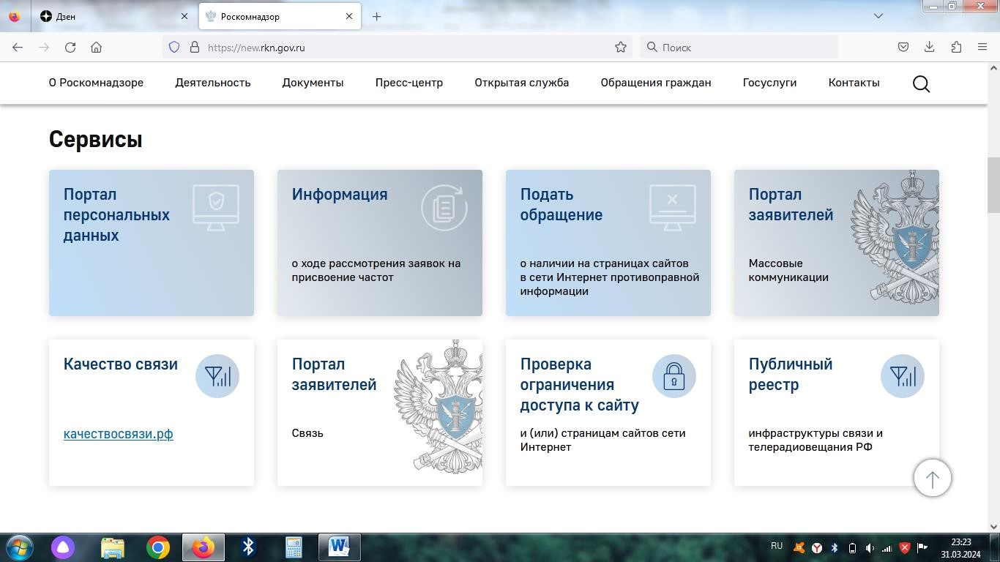 Дзен
Роскомнадзор
https://new.rkn.gov.ru
Поиск
О Роскомнадзоре
Деятельность
Документы
Пресс-центр
Открытая служба
Обращения граждан
Госуслуги
Контакты
Сервисы
Портал
персональных
данных
Информация
о ходе рассмотрения заявок на
присвоение частот
Подать
обращение
о наличии на страницах сайтов
в сети Интернет противоправной
информации
Портал
заявителей
Массовые
коммуникации
Качество связи
качествосвязи.рф
Портал
заявителей
Связь
Проверка
ограничения
доступа к сайту
и (или) страницам сайтов сети
Интернет
Публичный
реестр
инфраструктуры связи и
телерадиовещания РФ
RU
23:23
31.03.2024